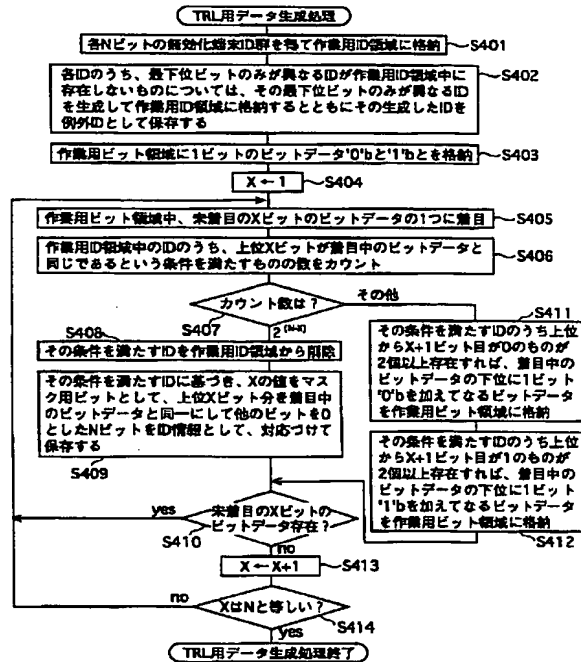 TRL用データ生成処理
各Nビットの無効化端末ID群を得て作業用ID領域に格納
S401
各IDのうち、最下位ビットのみが異なるIDが作業用ID領域中に
存在しないものについては、その最下位ビットのみが異なるID
を生成して作業用ID領域に格納するとともにその生成したIDを
例外IDとして保存する
S402
作業用ビット領域に1ビットのビットデータ'0'bと'1'bとを格納
S403
X ← 1
S404
作業用ビット領域中、未着目のXビットのビットデータの1つに着目
S405
作業用ID領域中のIDのうち、上位Xビットが着目中のビットデータと
同じであるという条件を満たすものの数をカウント
S406
カウント数は?
S407
その他
2^(N-X)
S408
その条件を満たすIDを作業用ID領域から削除
その条件を満たすIDに基づき、Xの値をマス
ク用ビットとして、上位Xビット分を着目中
のビットデータと同一にして他のビットを0
としたNビットをID情報として、対応づけて
保存する
S409
S411
その条件を満たすIDのうち上位
からX+1ビット目が0のものが
2個以上存在すれば、着目中の
ビットデータの下位に1ビット
'0'bを加えてなるビットデータ
を作業用ビット領域に格納
その条件を満たすIDのうち上位
からX+1ビット目が1のものが
2個以上存在すれば、着目中の
ビットデータの下位に1ビット
'1'bを加えてなるビットデータ
を作業用ビット領域に格納
S412
yes
未着目のXビットの
ビットデータ存在?
S410
no
X ← X+1
S413
no
XはNと等しい?
S414
yes
TRL用データ生成処理終了